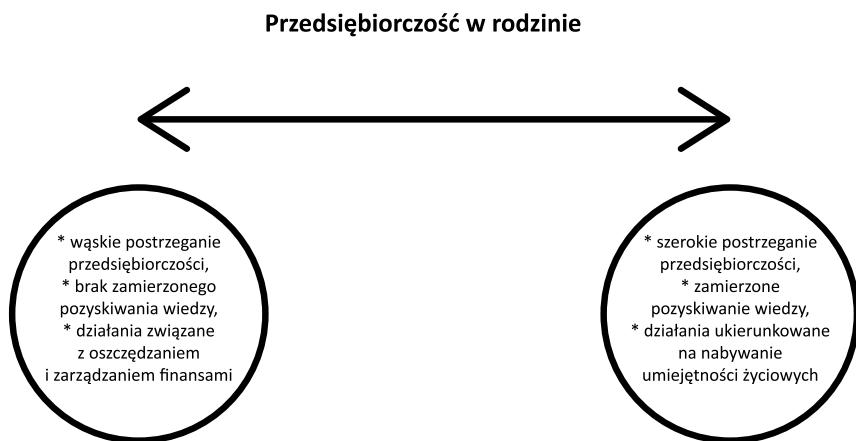 Przedsiębiorczość w rodzinie
* wąskie postrzeganie
przedsiębiorczości,
* brak zamierzonego
pozyskiwania wiedzy,
* działania związane
z oszczędzaniem
i zarządzaniem finansami
* szerokie postrzeganie
przedsiębiorczości,
* zamierzone
pozyskiwanie wiedzy,
* działania ukierunkowane
na nabywanie
umiejętności życiowych